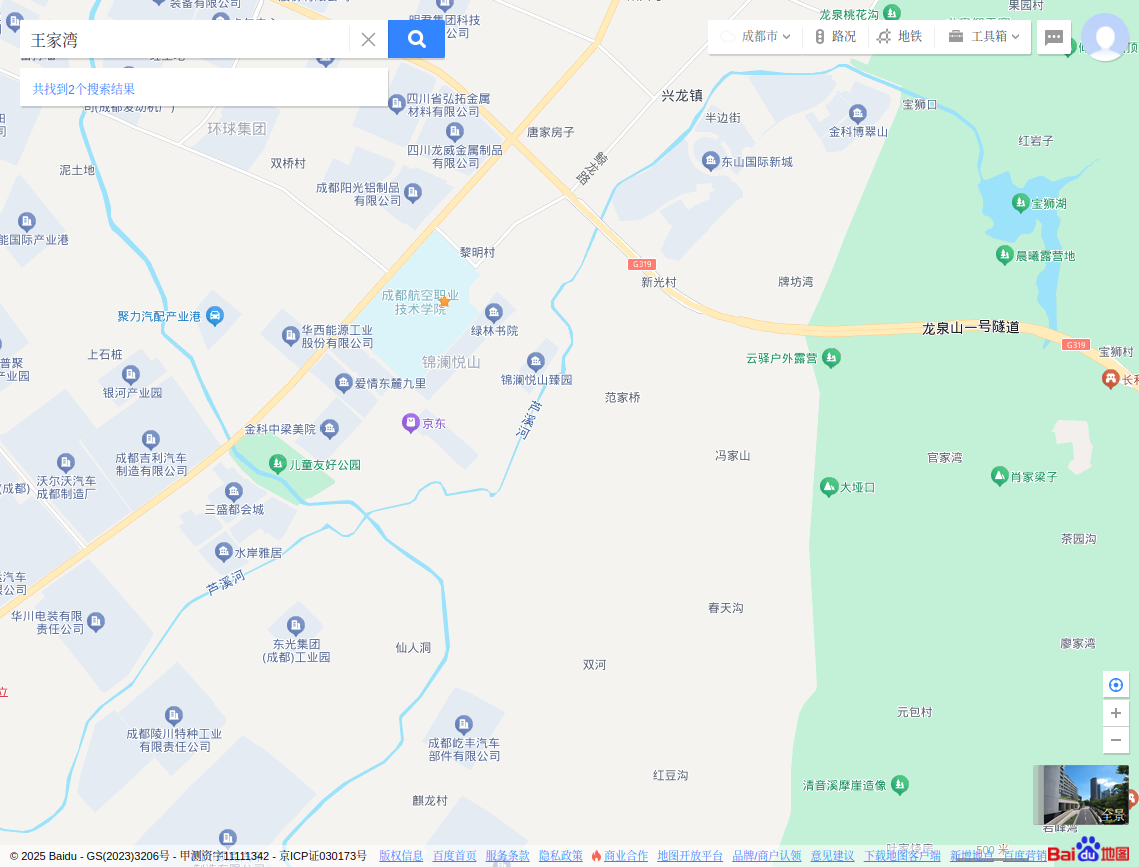 装备有限公司
明君集团科技
公司
龙泉桃花沟
果园村
王家湾
成都市
路况
地铁
工具箱
共找到2个搜索结果
四川省弘拓金属
材料有限公司
兴龙镇
半边街
宝狮口
环球集团
唐家房子
金科博翠山
红岩子
双桥村
四川龙威金属制品
有限公司
东山国际新城
泥土地
鲸龙路
成都阳光铝制品
有限公司
宝狮湖
能国际产业港
黎明村
G319
晨曦露营地
新光村
牌坊湾
成都航空职业
技术学院
聚力汽配产业港
华西能源工业
股份有限公司
绿林书院
龙泉山一号隧道
G319
宝狮村
上石桩
锦澜悦山
云驿户外露营
普聚
产业园
银河产业园
爱情东麓九里
锦澜悦山臻园
长和
范家桥
芦溪河
京东
金科中梁美院
成都吉利汽车
制造有限公司
儿童友好公园
冯家山
官家湾
沃尔沃汽车
成都制造厂
(成都)
大垭口
肖家梁子
三盛都会城
茶园沟
水岸雅居
芦溪河
汽车
公司
华川电装有限
责任公司
春天沟
东光集团
(成都)工业园
仙人洞
双河
廖家湾
立
元包村
成都陵川特种工业
有限责任公司
成都屹丰汽车
部件有限公司
红豆沟
清音溪摩崖造像
麒龙村
全景
500 米
© 2025 Baidu - GS(2023)3206号 - 甲测资字11111342 - 京ICP证030173号
版权信息
百度首页
服务条款
隐私政策
商业合作
地图开放平台
品牌/商户认领
意见建议
下载地图客户端
新增地点
百度营销
Bai du 地图